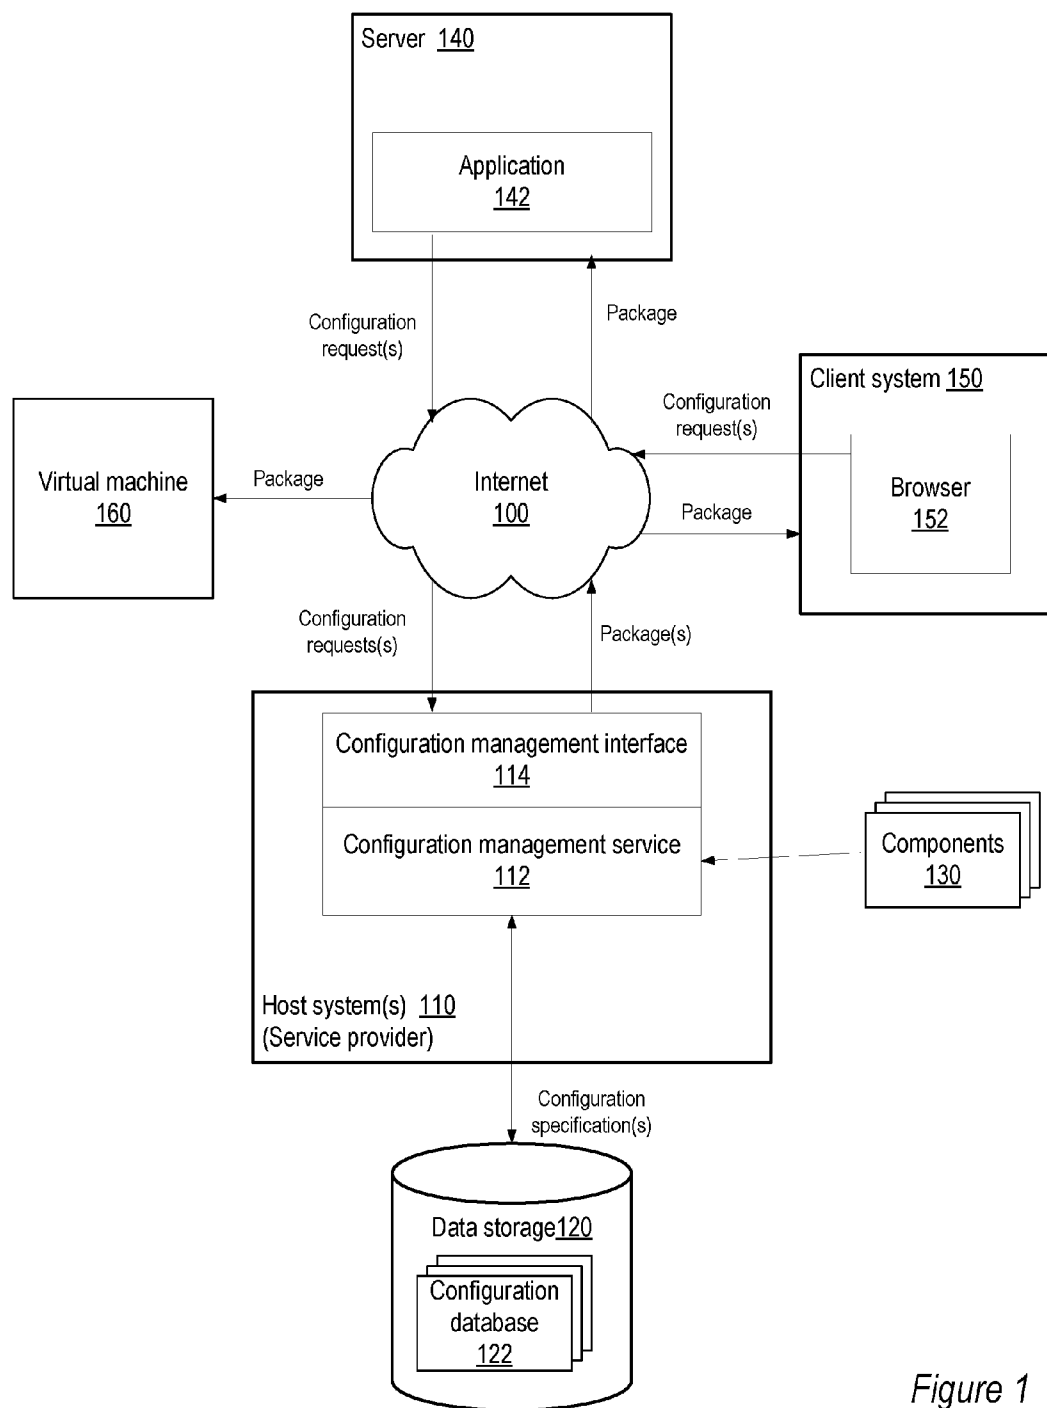 Server 140
Application
142
Configuration
request(s)
Package
Client system 150
Configuration
request(s)
Virtual machine
160
Package
Internet
100
Browser
152
Package
Configuration
requests(s)
Package(s)
Configuration management interface
114
Configuration management service
112
Components
130
Host system(s) 110
(Service provider)
Configuration
specification(s)
Data storage120
Configuration
database
122
Figure 1